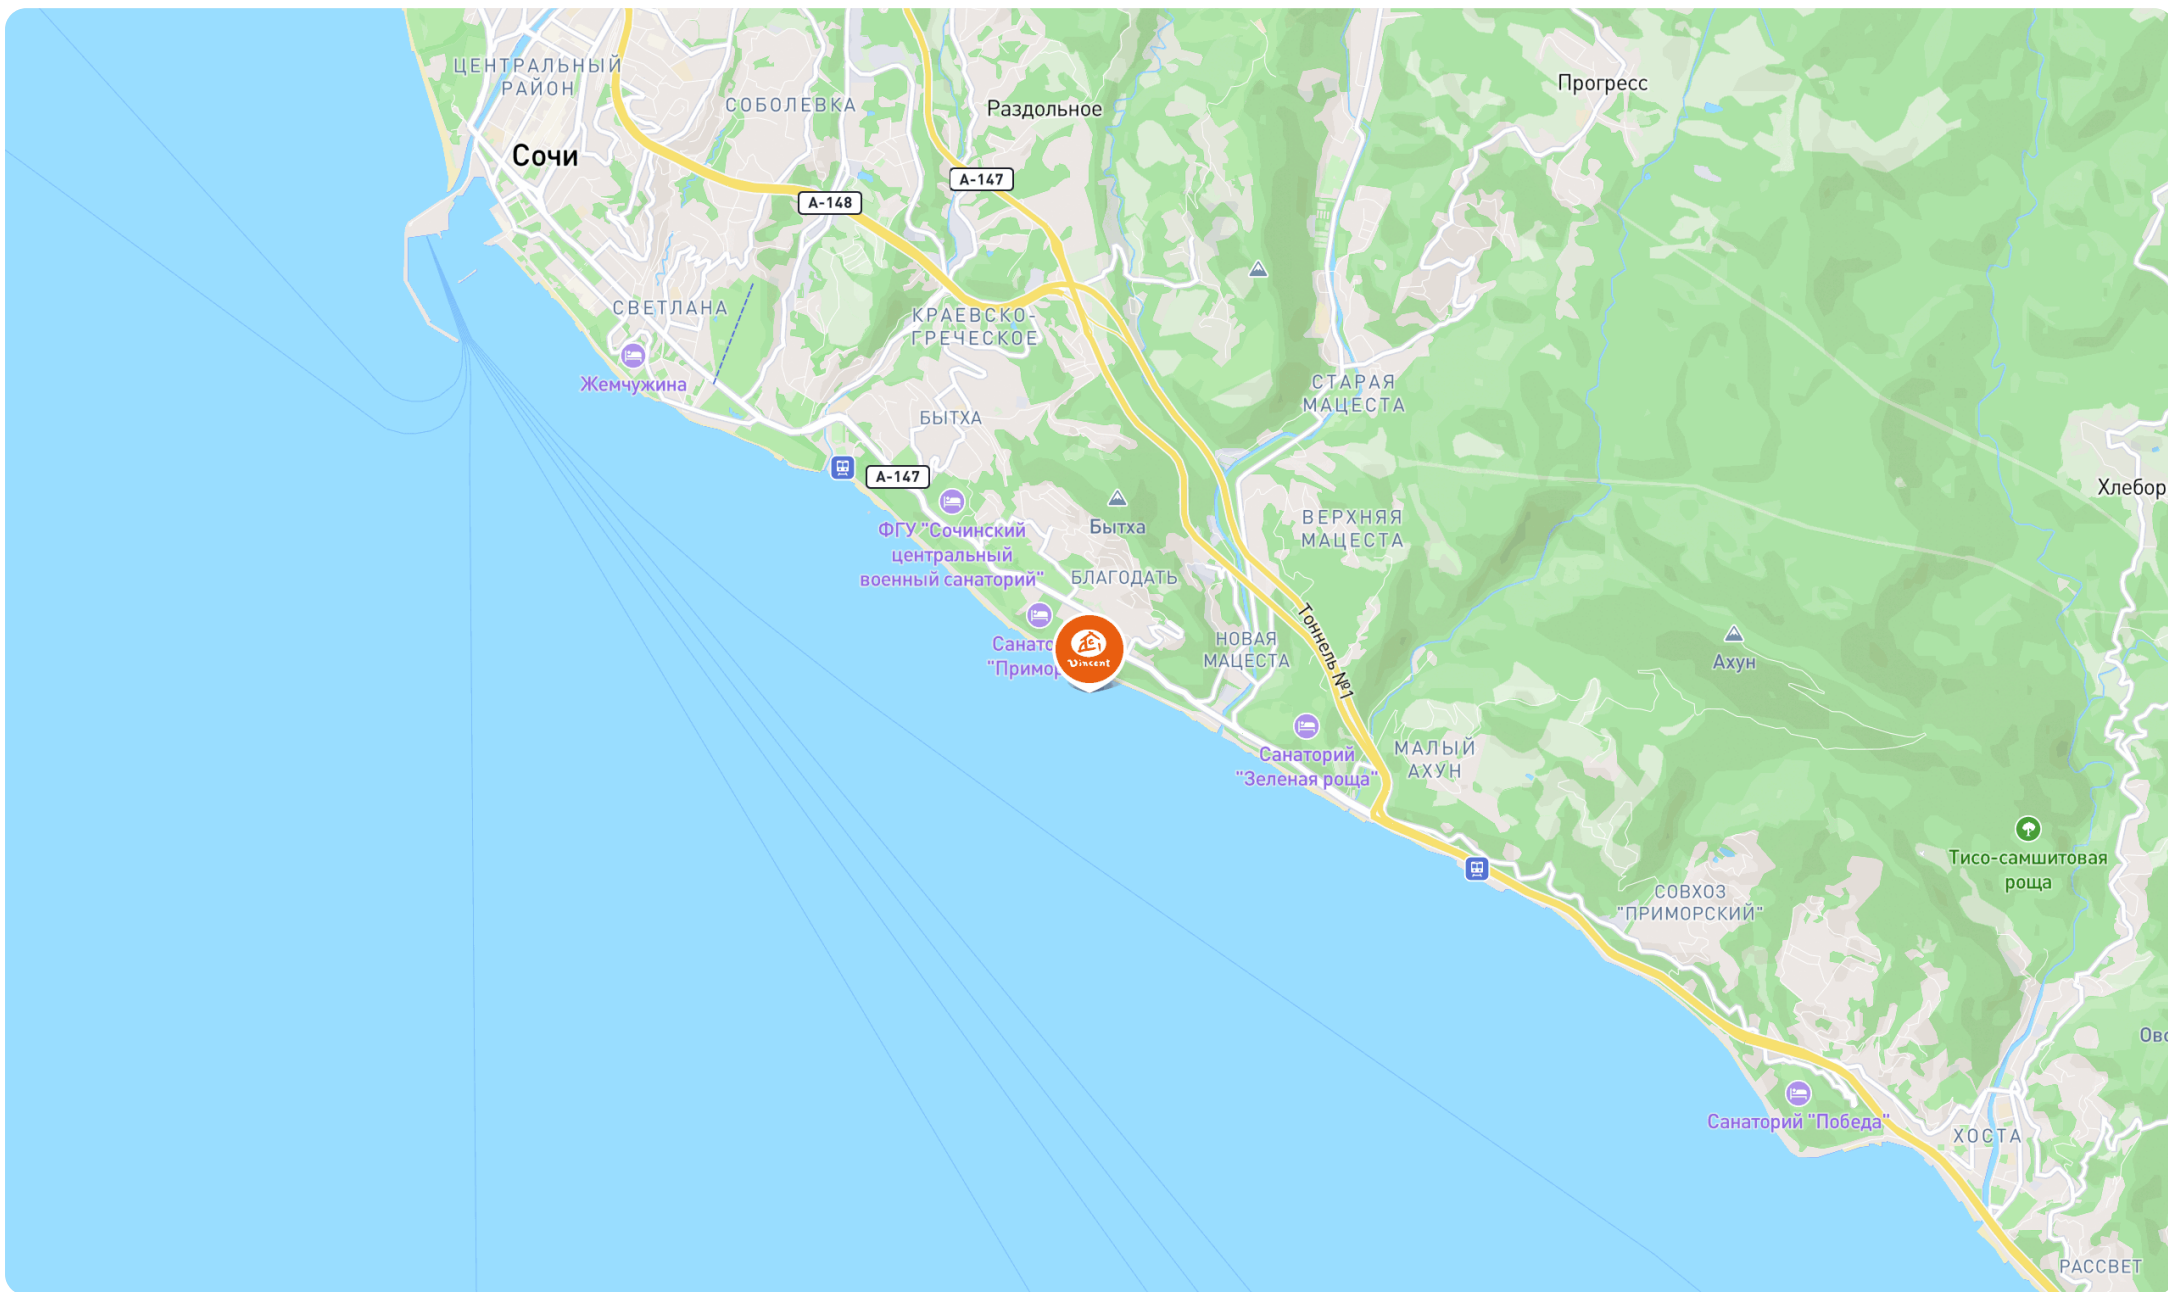 ЦЕНТРАЛЬНЫЙ
РАЙОН
СОБОЛЕВКА
Раздольное
Прогресс
Сочи
А-147
А-148
СВЕТЛАНА
КРАЕВСКО-
ГРЕЧЕСКОЕ
Жемчужина
СТАРАЯ
МАЦЕСТА
БЫТХА
А-147
Хлебор
ФГУ "Сочинский
центральный
военный санаторий"
Бытха
ВЕРХНЯЯ
МАЦЕСТА
БЛАГОДАТЬ
Тоннель №1
Санато
"Примор
Vincent
НОВАЯ
МАЦЕСТА
Ахун
Санаторий
"Зеленая роща"
МАЛЫЙ
АХУН
Тисо-самшитовая
роща
СОВХОЗ
"ПРИМОРСКИЙ"
Ово
Санаторий "Победа"
ХОСТА
РАССВЕТ